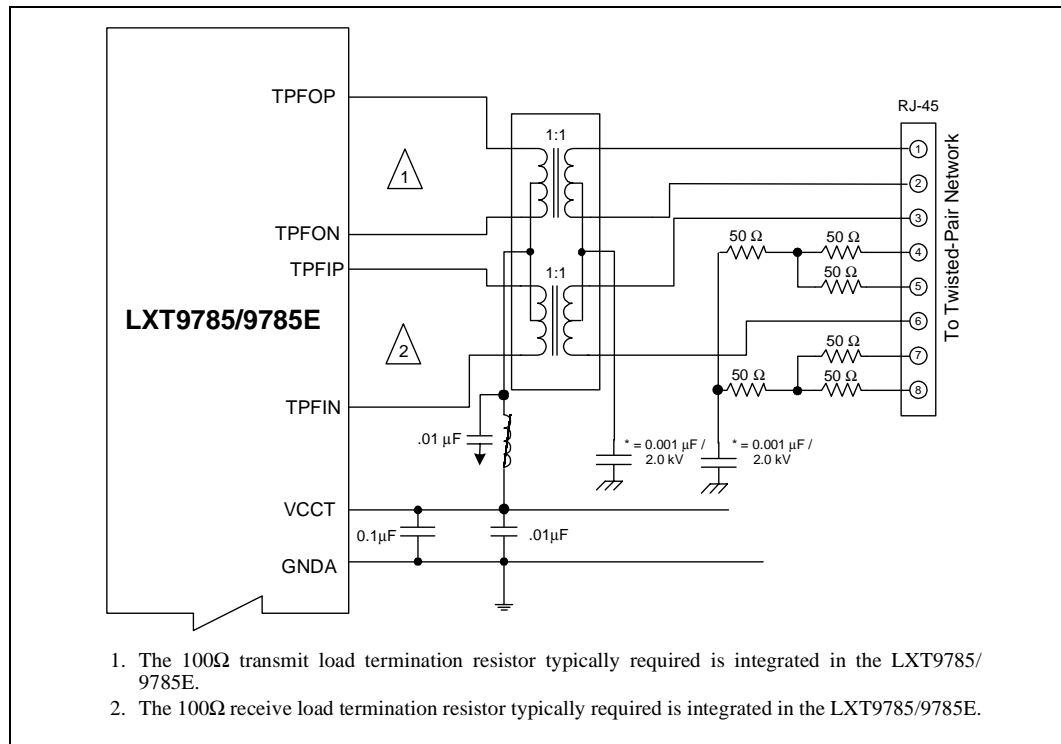 RJ-45
TPFOP
1:1
1
1
2
To Twisted-Pair Network
3
TPFON
50 Ω
50 Ω
4
TPFIP
1:1
50 Ω
5
LXT9785/9785E
6
2
50 Ω
7
50 Ω
50 Ω
8
TPFIN
.01 µF
* = 0.001 µF /
2.0 kV
* = 0.001 µF /
2.0 kV
VCCT
0.1µF
.01µF
GNDA
1. The 100Ω transmit load termination resistor typically required is integrated in the LXT9785/
9785E.
2. The 100Ω receive load termination resistor typically required is integrated in the LXT9785/9785E.